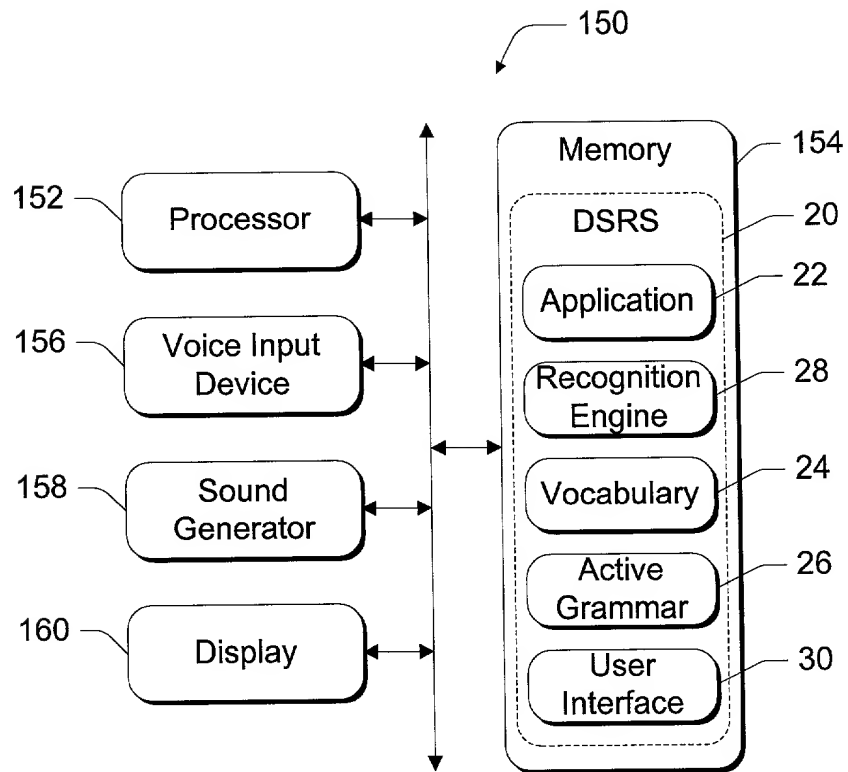 150
Memory
154
152
Processor
DSRS
20
Application
22
156
Voice Input
Device
Recognition
Engine
28
158
Sound
Generator
Vocabulary
24
Active
Grammar
26
160
Display
User
Interface
30